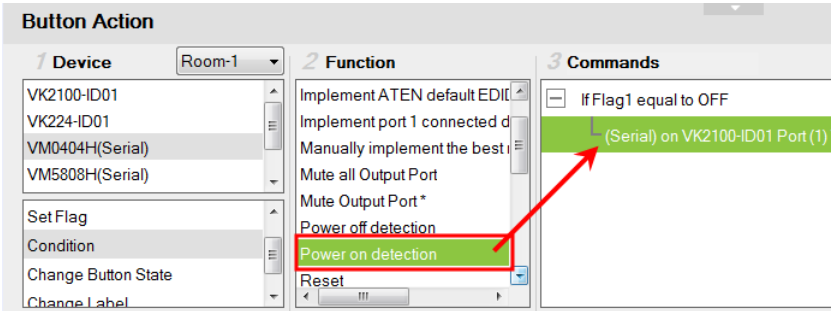 Button Action
1 Device
Room-1
VK2100-ID01
VK224-ID01
VM0404H(Serial)
VM5808H(Serial)
Set Flag
Condition
Change Button State
Change Label
2 Function
Implement ATEN default EDID
Implement port 1 connected d
Manually implement the best
Mute all Output Port
Mute Output Port *
Power off detection
Power on detection
Reset
3 Commands
If Flag1 equal to OFF
(Serial) on VK2100-ID01 Port (1)